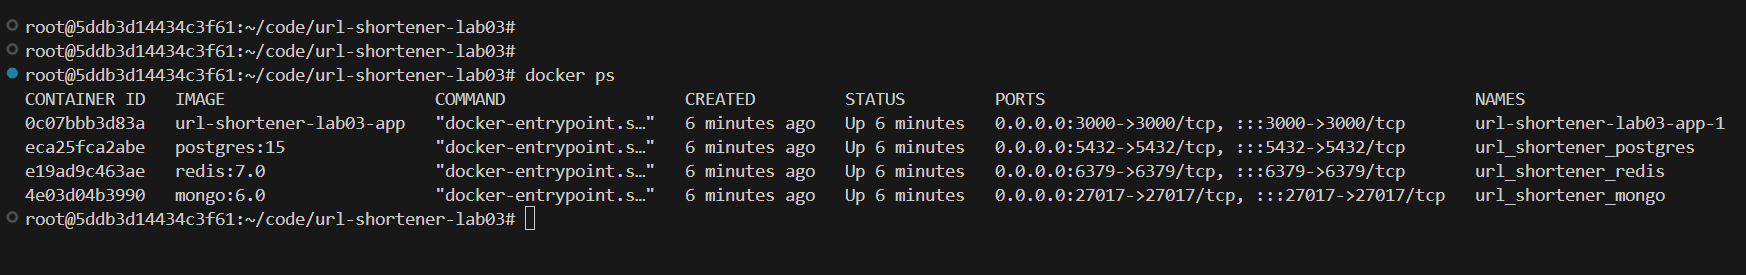 root@5ddb3d14434c3f61:~/code/url-shortener-lab03#
root@5ddb3d14434c3f61:~/code/url-shortener-lab03#
root@5ddb3d14434c3f61:~/code/url-shortener-lab03# docker ps
CONTAINER ID   IMAGE                     COMMAND                  CREATED         STATUS         PORTS                                           NAMES
0c07bbb3d83a   url-shortener-lab03-app   "docker-entrypoint.s…"   6 minutes ago   Up 6 minutes   0.0.0.0:3000->3000/tcp, :::3000->3000/tcp       url-shortener-lab03-app-1
eca25fca2abe   postgres:15               "docker-entrypoint.s…"   6 minutes ago   Up 6 minutes   0.0.0.0:5432->5432/tcp, :::5432->5432/tcp       url_shortener_postgres
e19ad9c463ae   redis:7.0                 "docker-entrypoint.s…"   6 minutes ago   Up 6 minutes   0.0.0.0:6379->6379/tcp, :::6379->6379/tcp       url_shortener_redis
4e03d04b3990   mongo:6.0                 "docker-entrypoint.s…"   6 minutes ago   Up 6 minutes   0.0.0.0:27017->27017/tcp, :::27017->27017/tcp   url_shortener_mongo
root@5ddb3d14434c3f61:~/code/url-shortener-lab03#